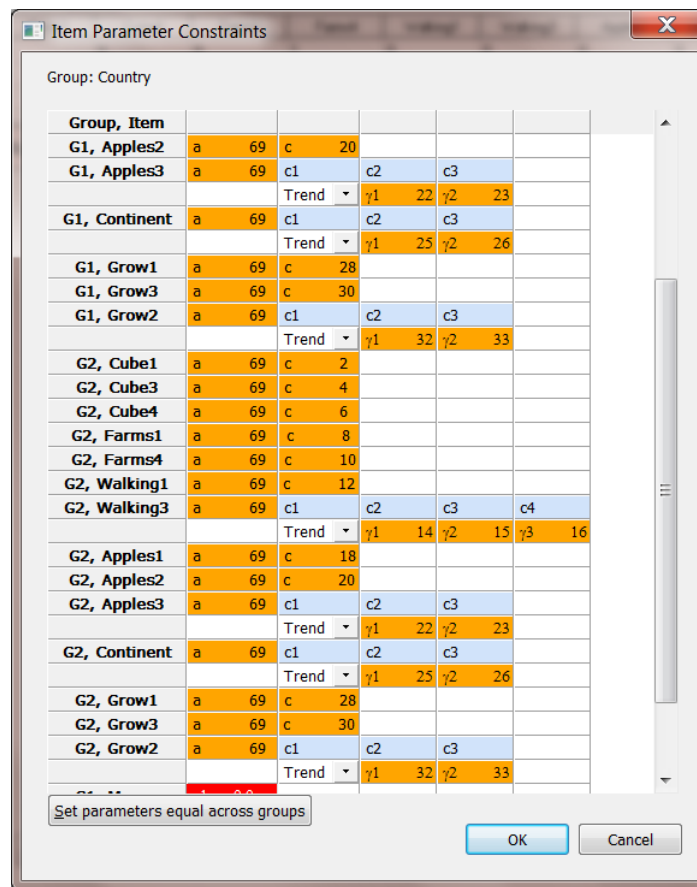 Item Parameter Constraints
Group: Country
Group, Item
G1, Apples2 a 69 c 20
G1, Apples3 a 69 c1 c2 c3
Trend γ1 22 γ2 23
G1, Continent a 69 c1 c2 c3
Trend γ1 25 γ2 26
G1, Grow1 a 69 c 28
G1, Grow3 a 69 c 30
G1, Grow2 a 69 c1 c2 c3
Trend γ1 32 γ2 33
G2, Cube1 a 69 c 2
G2, Cube3 a 69 c 4
G2, Cube4 a 69 c 6
G2, Farms1 a 69 c 8
G2, Farms4 a 69 c 10
G2, Walking1 a 69 c 12
G2, Walking3 a 69 c1 c2 c3 c4
Trend γ1 14 γ2 15 γ3 16
G2, Apples1 a 69 c 18
G2, Apples2 a 69 c 20
G2, Apples3 a 69 c1 c2 c3
Trend γ1 22 γ2 23
G2, Continent a 69 c1 c2 c3
Trend γ1 25 γ2 26
G2, Grow1 a 69 c 28
G2, Grow3 a 69 c 30
G2, Grow2 a 69 c1 c2 c3
Trend γ1 32 γ2 33
Set parameters equal across groups
OK Cancel